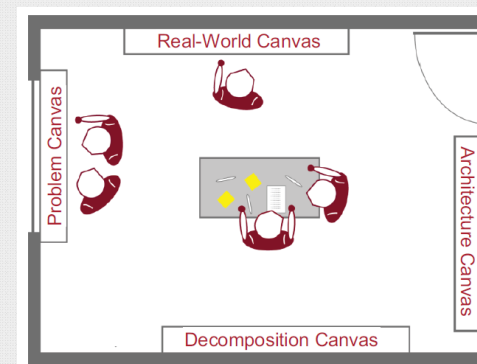 Real-World Canvas
Problem Canvas
Architecture Canvas
Decomposition Canvas